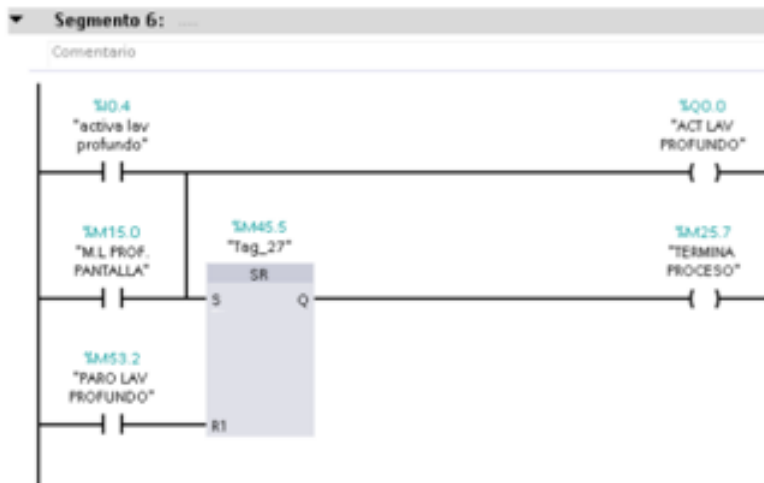 Segmento 6: ....
Comentario
%I0.4
"activa lav
profundo"
%Q0.0
"ACT LAV
PROFUNDO"
%M15.0
"M.L PROF.
PANTALLA"
%M45.5
"Tag_27"
SR
S
Q
%M25.7
"TERMINA
PROCESO"
%M53.2
"PARO LAV
PROFUNDO"
R1